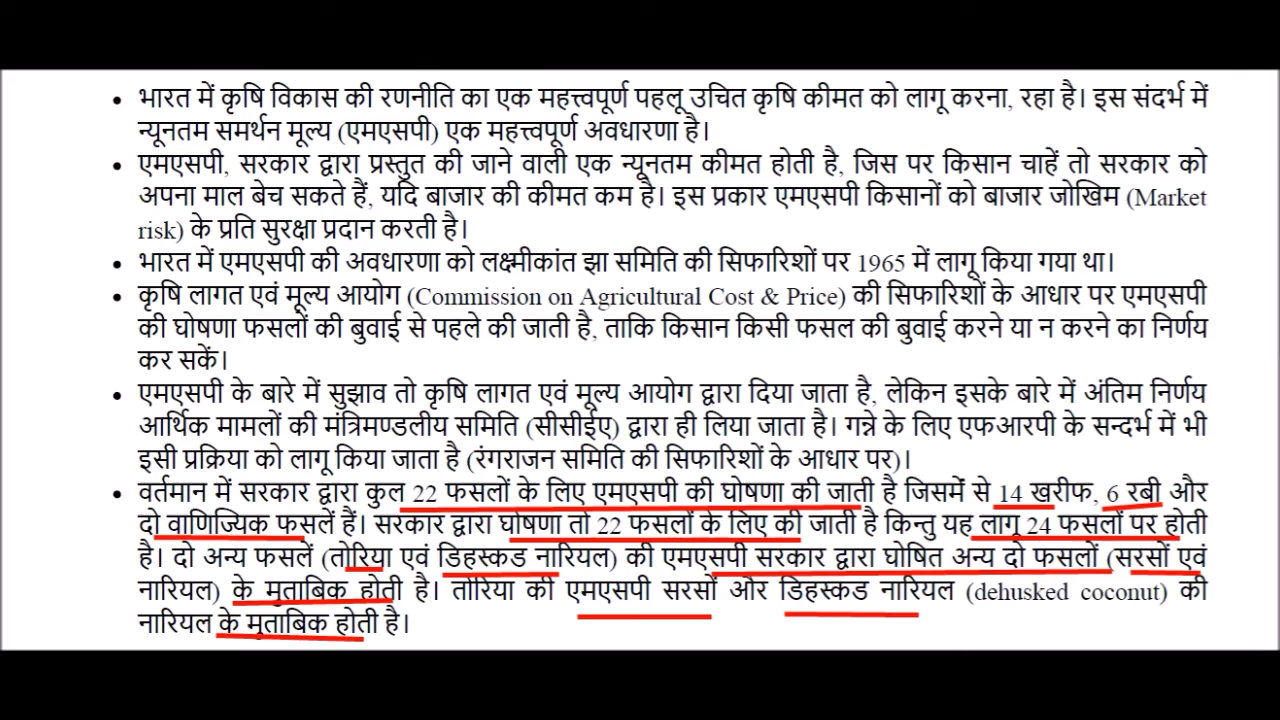 • भारत में कृषि विकास की रणनीति का एक महत्त्वपूर्ण पहलू उचित कृषि कीमत को लागू करना, रहा है। इस संदर्भ में
न्यूनतम समर्थन मूल्य (एमएसपी) एक महत्त्वपूर्ण अवधारणा है।
• एमएसपी, सरकार द्वारा प्रस्तुत की जाने वाली एक न्यूनतम कीमत होती है, जिस पर किसान चाहें तो सरकार को
अपना माल बेच सकते हैं, यदि बाजार की कीमत कम है। इस प्रकार एमएसपी किसानों को बाजार जोखिम (Market
risk) के प्रति सुरक्षा प्रदान करती है।
• भारत में एमएसपी की अवधारणा को लक्ष्मीकांत झा समिति की सिफारिशों पर 1965 में लागू किया गया था।
• कृषि लागत एवं मूल्य आयोग (Commission on Agricultural Cost & Price) की सिफारिशों के आधार पर एमएसपी
की घोषणा फसलों की बुवाई से पहले की जाती है, ताकि किसान किसी फसल की बुवाई करने या न करने का निर्णय
कर सकें।
• एमएसपी के बारे में सुझाव तो कृषि लागत एवं मूल्य आयोग द्वारा दिया जाता है, लेकिन इसके बारे में अंतिम निर्णय
आर्थिक मामलों की मंत्रिमण्डलीय समिति (सीसीईए) द्वारा ही लिया जाता है। गन्ने के लिए एफआरपी के सन्दर्भ में भी
इसी प्रक्रिया को लागू किया जाता है (रंगराजन समिति की सिफारिशों के आधार पर)।
• वर्तमान में सरकार द्वारा कुल 22 फसलों के लिए एमएसपी की घोषणा की जाती है जिसमें से 14 खरीफ, 6 रबी और
दो वाणिज्यिक फसलें हैं। सरकार द्वारा घोषणा तो 22 फसलों के लिए की जाती है किन्तु यह लागू 24 फसलों पर होती
है। दो अन्य फसलें (तोरिया एवं डिहस्कड नारियल) की एमएसपी सरकार द्वारा घोषित अन्य दो फसलों (सरसों एवं
नारियल) के मुताबिक होती है। तोरिया की एमएसपी सरसों और डिहस्कड नारियल (dehusked coconut) की
नारियल के मुताबिक होती है।